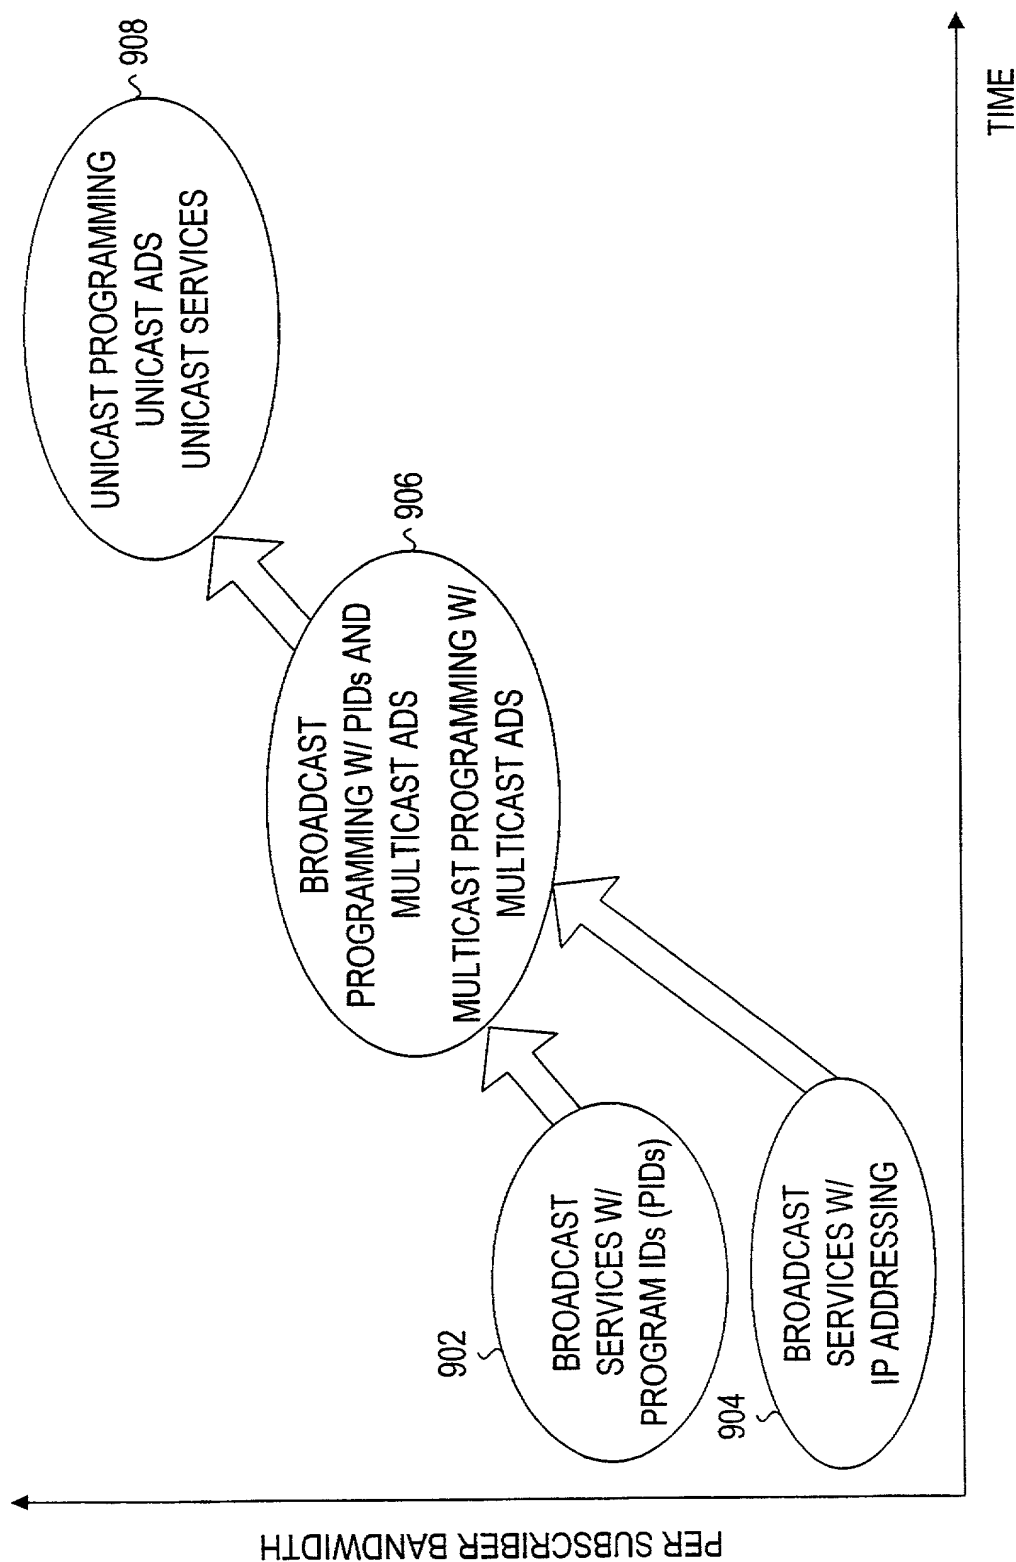 PER SUBSCRIBER BANDWIDTH
902
BROADCAST
SERVICES W/
PROGRAM IDs (PIDs)
904
BROADCAST
SERVICES W/
IP ADDRESSING
906
BROADCAST
PROGRAMMING W/ PIDs AND
MULTICAST ADS
MULTICAST PROGRAMMING W/
MULTICAST ADS
908
UNICAST PROGRAMMING
UNICAST ADS
UNICAST SERVICES
TIME